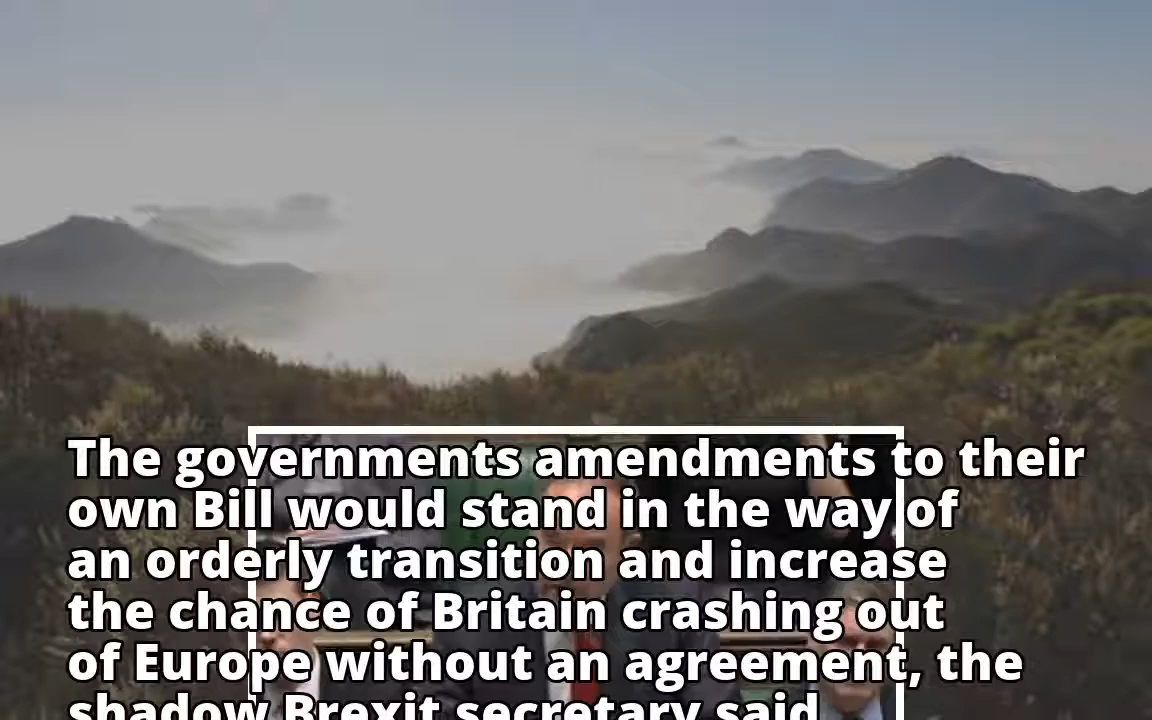 The governments amendments to their
own Bill would stand in the way of
an orderly transition and increase
the chance of Britain crashing out
of Europe without an agreement, the
shadow Brexit secretary said